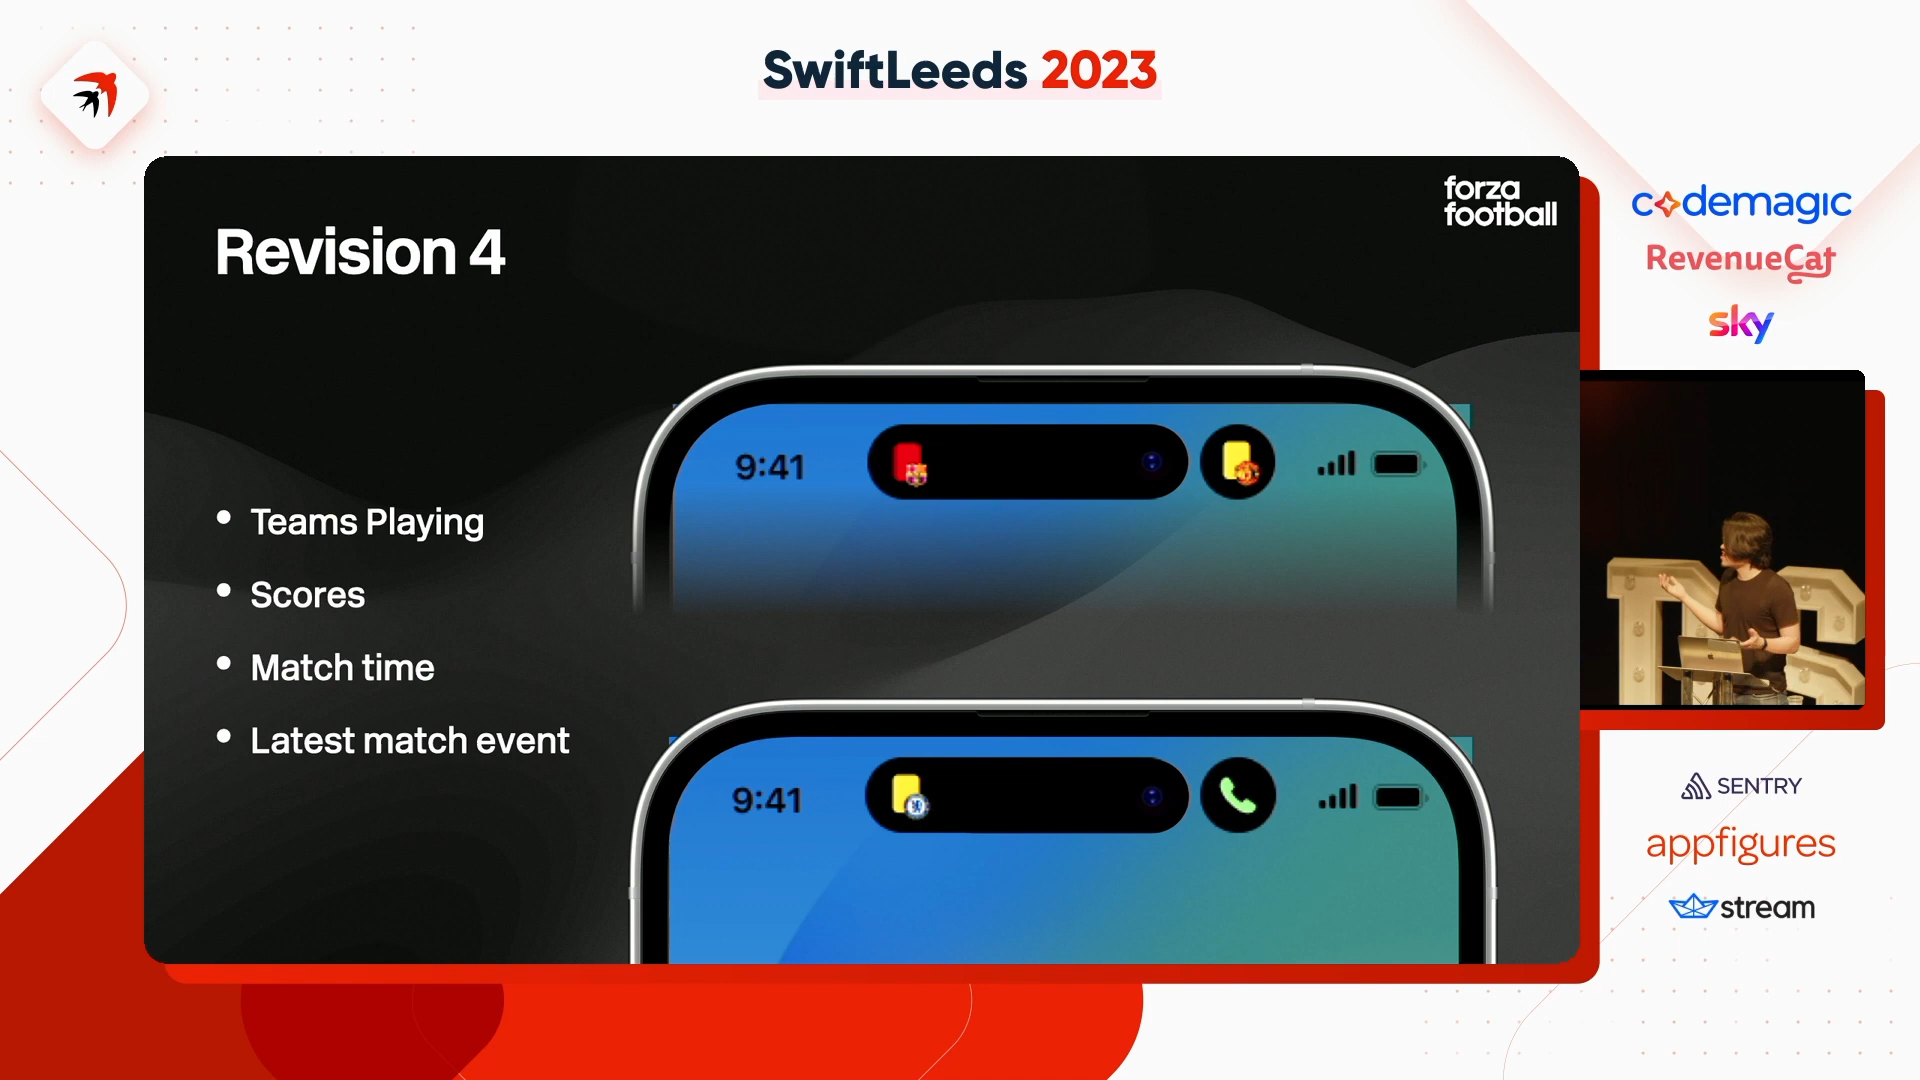 SwiftLeeds 2023
forza
football
Revision 4
Teams Playing
Scores
Match time
Latest match event
9:41
9:41
codemagic
RevenueCat
sky
SENTRY
appfigures
stream